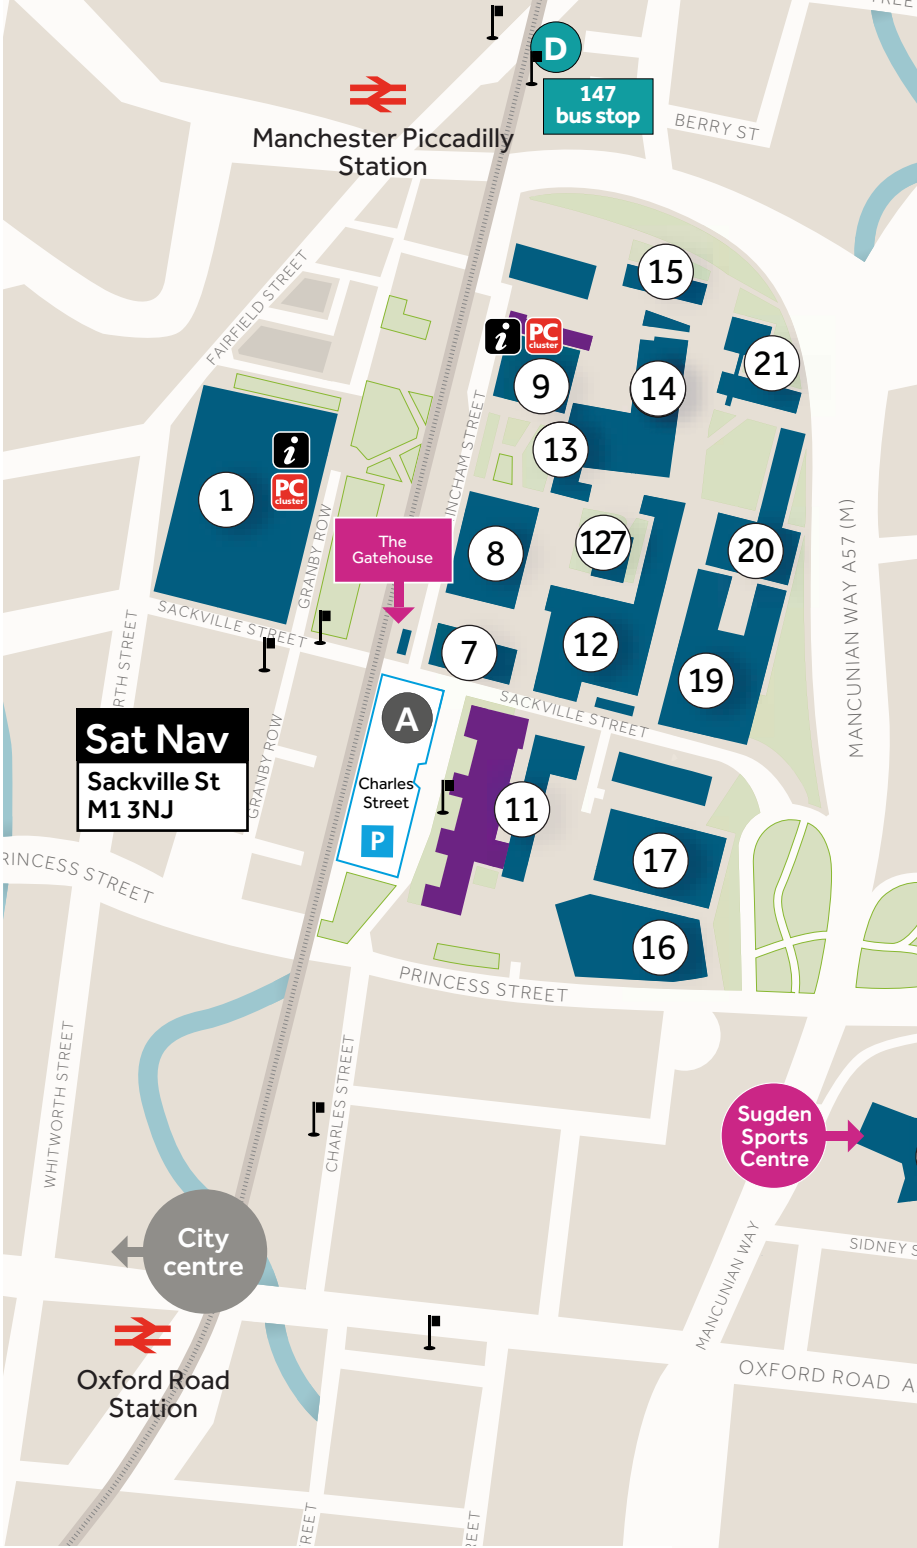 D
147
bus stop
BERRY ST
Manchester Piccadilly
Station
15
FAIRFIELD STREET
i
PC
cluster
9
14
21
13
i
PC
cluster
1
The
Gatehouse
8
127
20
GRANBY ROW
SACKVILLE STREET
7
12
19
MANCUNIAN WAY A57 (M)
A
SACKVILLE STREET
Sat Nav
Sackville St
M1 3NJ
GRANBY ROW
Charles
Street
P
11
17
16
PRINCESS STREET
WHITWORTH STREET
CHARLES STREET
Sugden
Sports
Centre
City
centre
MANCUNIAN WAY
SIDNEY S
Oxford Road
Station
OXFORD ROAD A